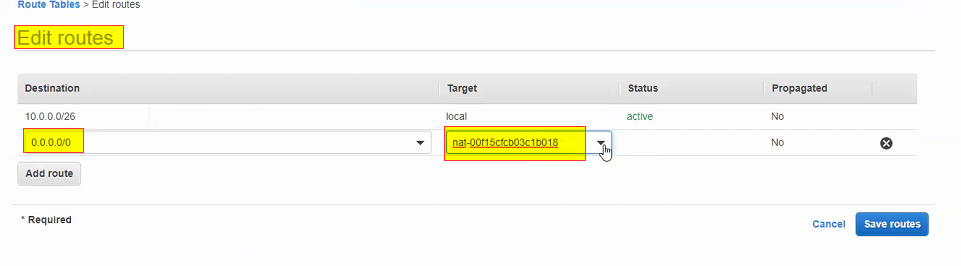 Route Tables > Edit routes
Edit routes
Destination Target Status Propagated
10.0.0.0/26 local active No
0.0.0.0/0 nat-00f15cfcb03c1b018 No
Add route
* Required
Cancel Save routes